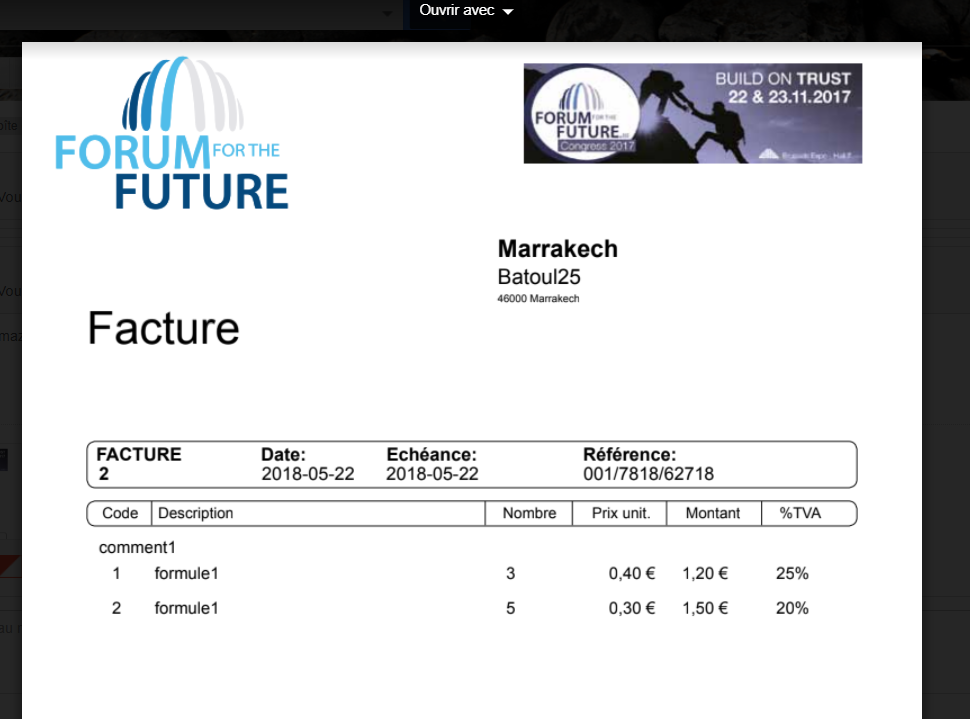 Ouvrir avec
FORUM FOR THE
FUTURE
BUILD ON TRUST
22 & 23.11.2017
FORUM FOR THE
FUTURE
Congress 2017
Marrakech
Batoul25
46000 Marrakech
Facture
FACTURE Date: Echéance: Référence:
2 2018-05-22 2018-05-22 001/7818/62718
Code Description Nombre Prix unit. Montant %TVA
comment1
1 formule1 3 0,40 € 1,20 € 25%
2 formule1 5 0,30 € 1,50 € 20%